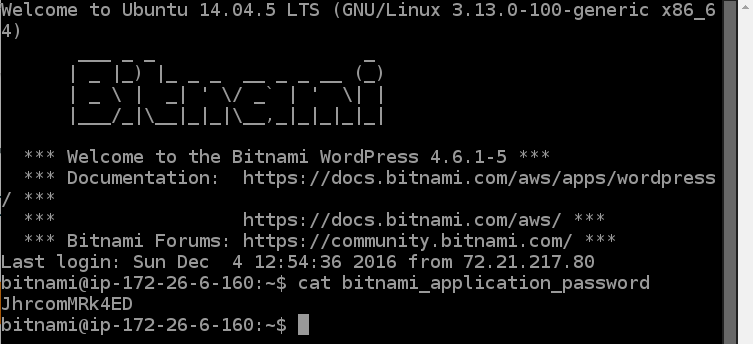 Welcome to Ubuntu 14.04.5 LTS (GNU/Linux 3.13.0-100-generic x86_6
4)
Bitnami
*** Welcome to the Bitnami WordPress 4.6.1-5 ***
*** Documentation:  https://docs.bitnami.com/aws/apps/wordpress
/ ***
***                 https://docs.bitnami.com/aws/ ***
*** Bitnami Forums: https://community.bitnami.com/ ***
Last login: Sun Dec  4 12:54:36 2016 from 72.21.217.80
bitnami@ip-172-26-6-160:~$ cat bitnami_application_password
JhrcomMRk4ED
bitnami@ip-172-26-6-160:~$